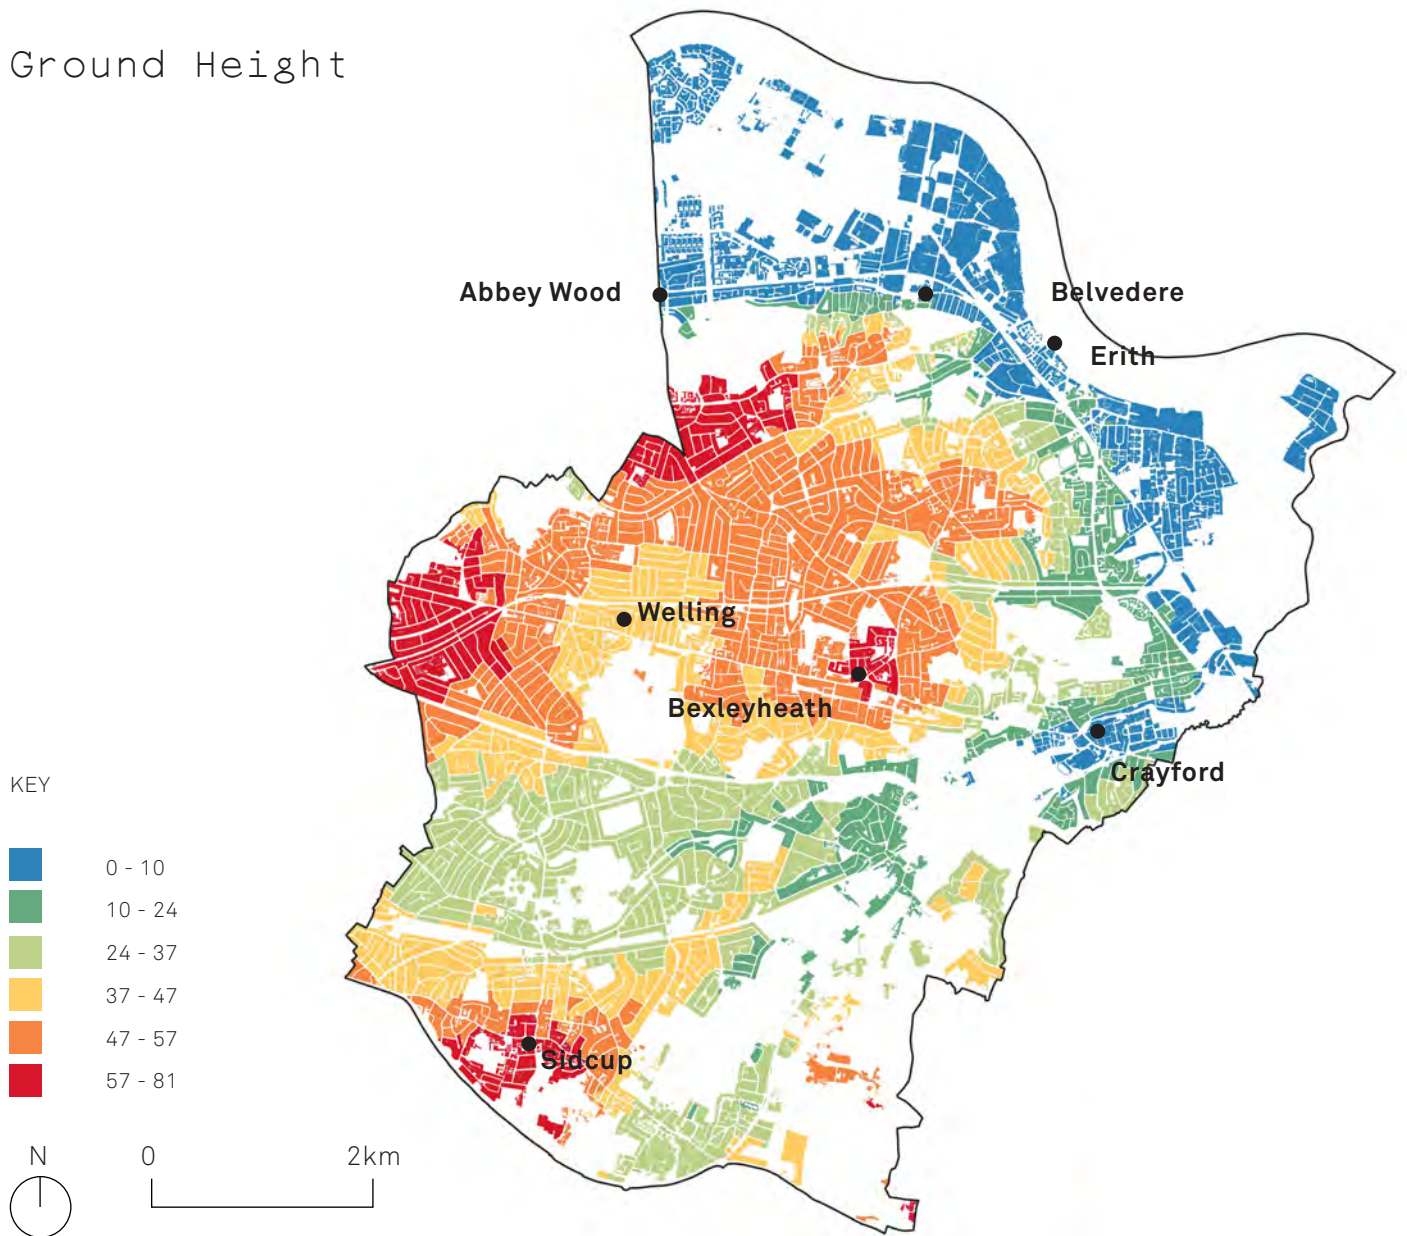 Ground Height
Abbey Wood
Belvedere
Erith
Welling
Bexleyheath
Crayford
Sidcup
KEY
0 - 10
10 - 24
24 - 37
37 - 47
47 - 57
57 - 81
N
0 2km